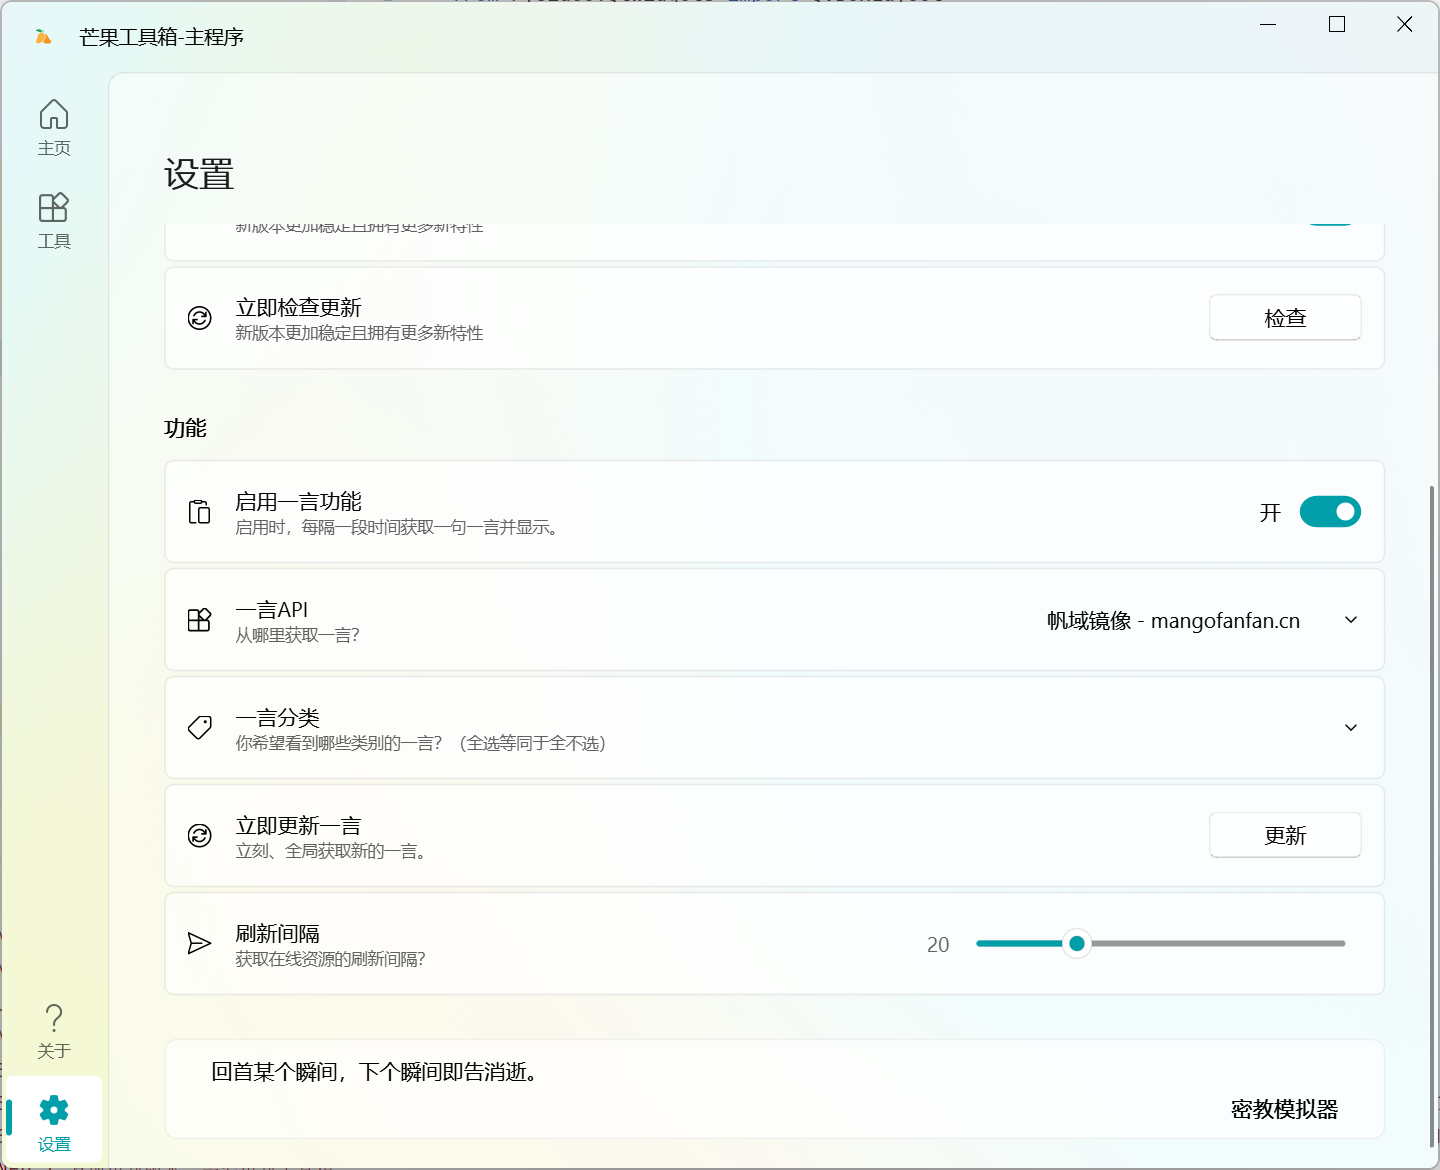 芒果工具箱-主程序
主页
工具
设置
新版本更加稳定且拥有更多新特性
立即检查更新
新版本更加稳定且拥有更多新特性
检查
功能
启用一言功能
启用时，每隔一段时间获取一句一言并显示。
开
一言API
从哪里获取一言？
帆域镜像 - mangofanfan.cn
一言分类
你希望看到哪些类别的一言？（全选等同于全不选）
立即更新一言
立刻、全局获取新的一言。
更新
刷新间隔
获取在线资源的刷新间隔？
20
回首某个瞬间，下个瞬间即告消逝。
密教模拟器
关于
设置